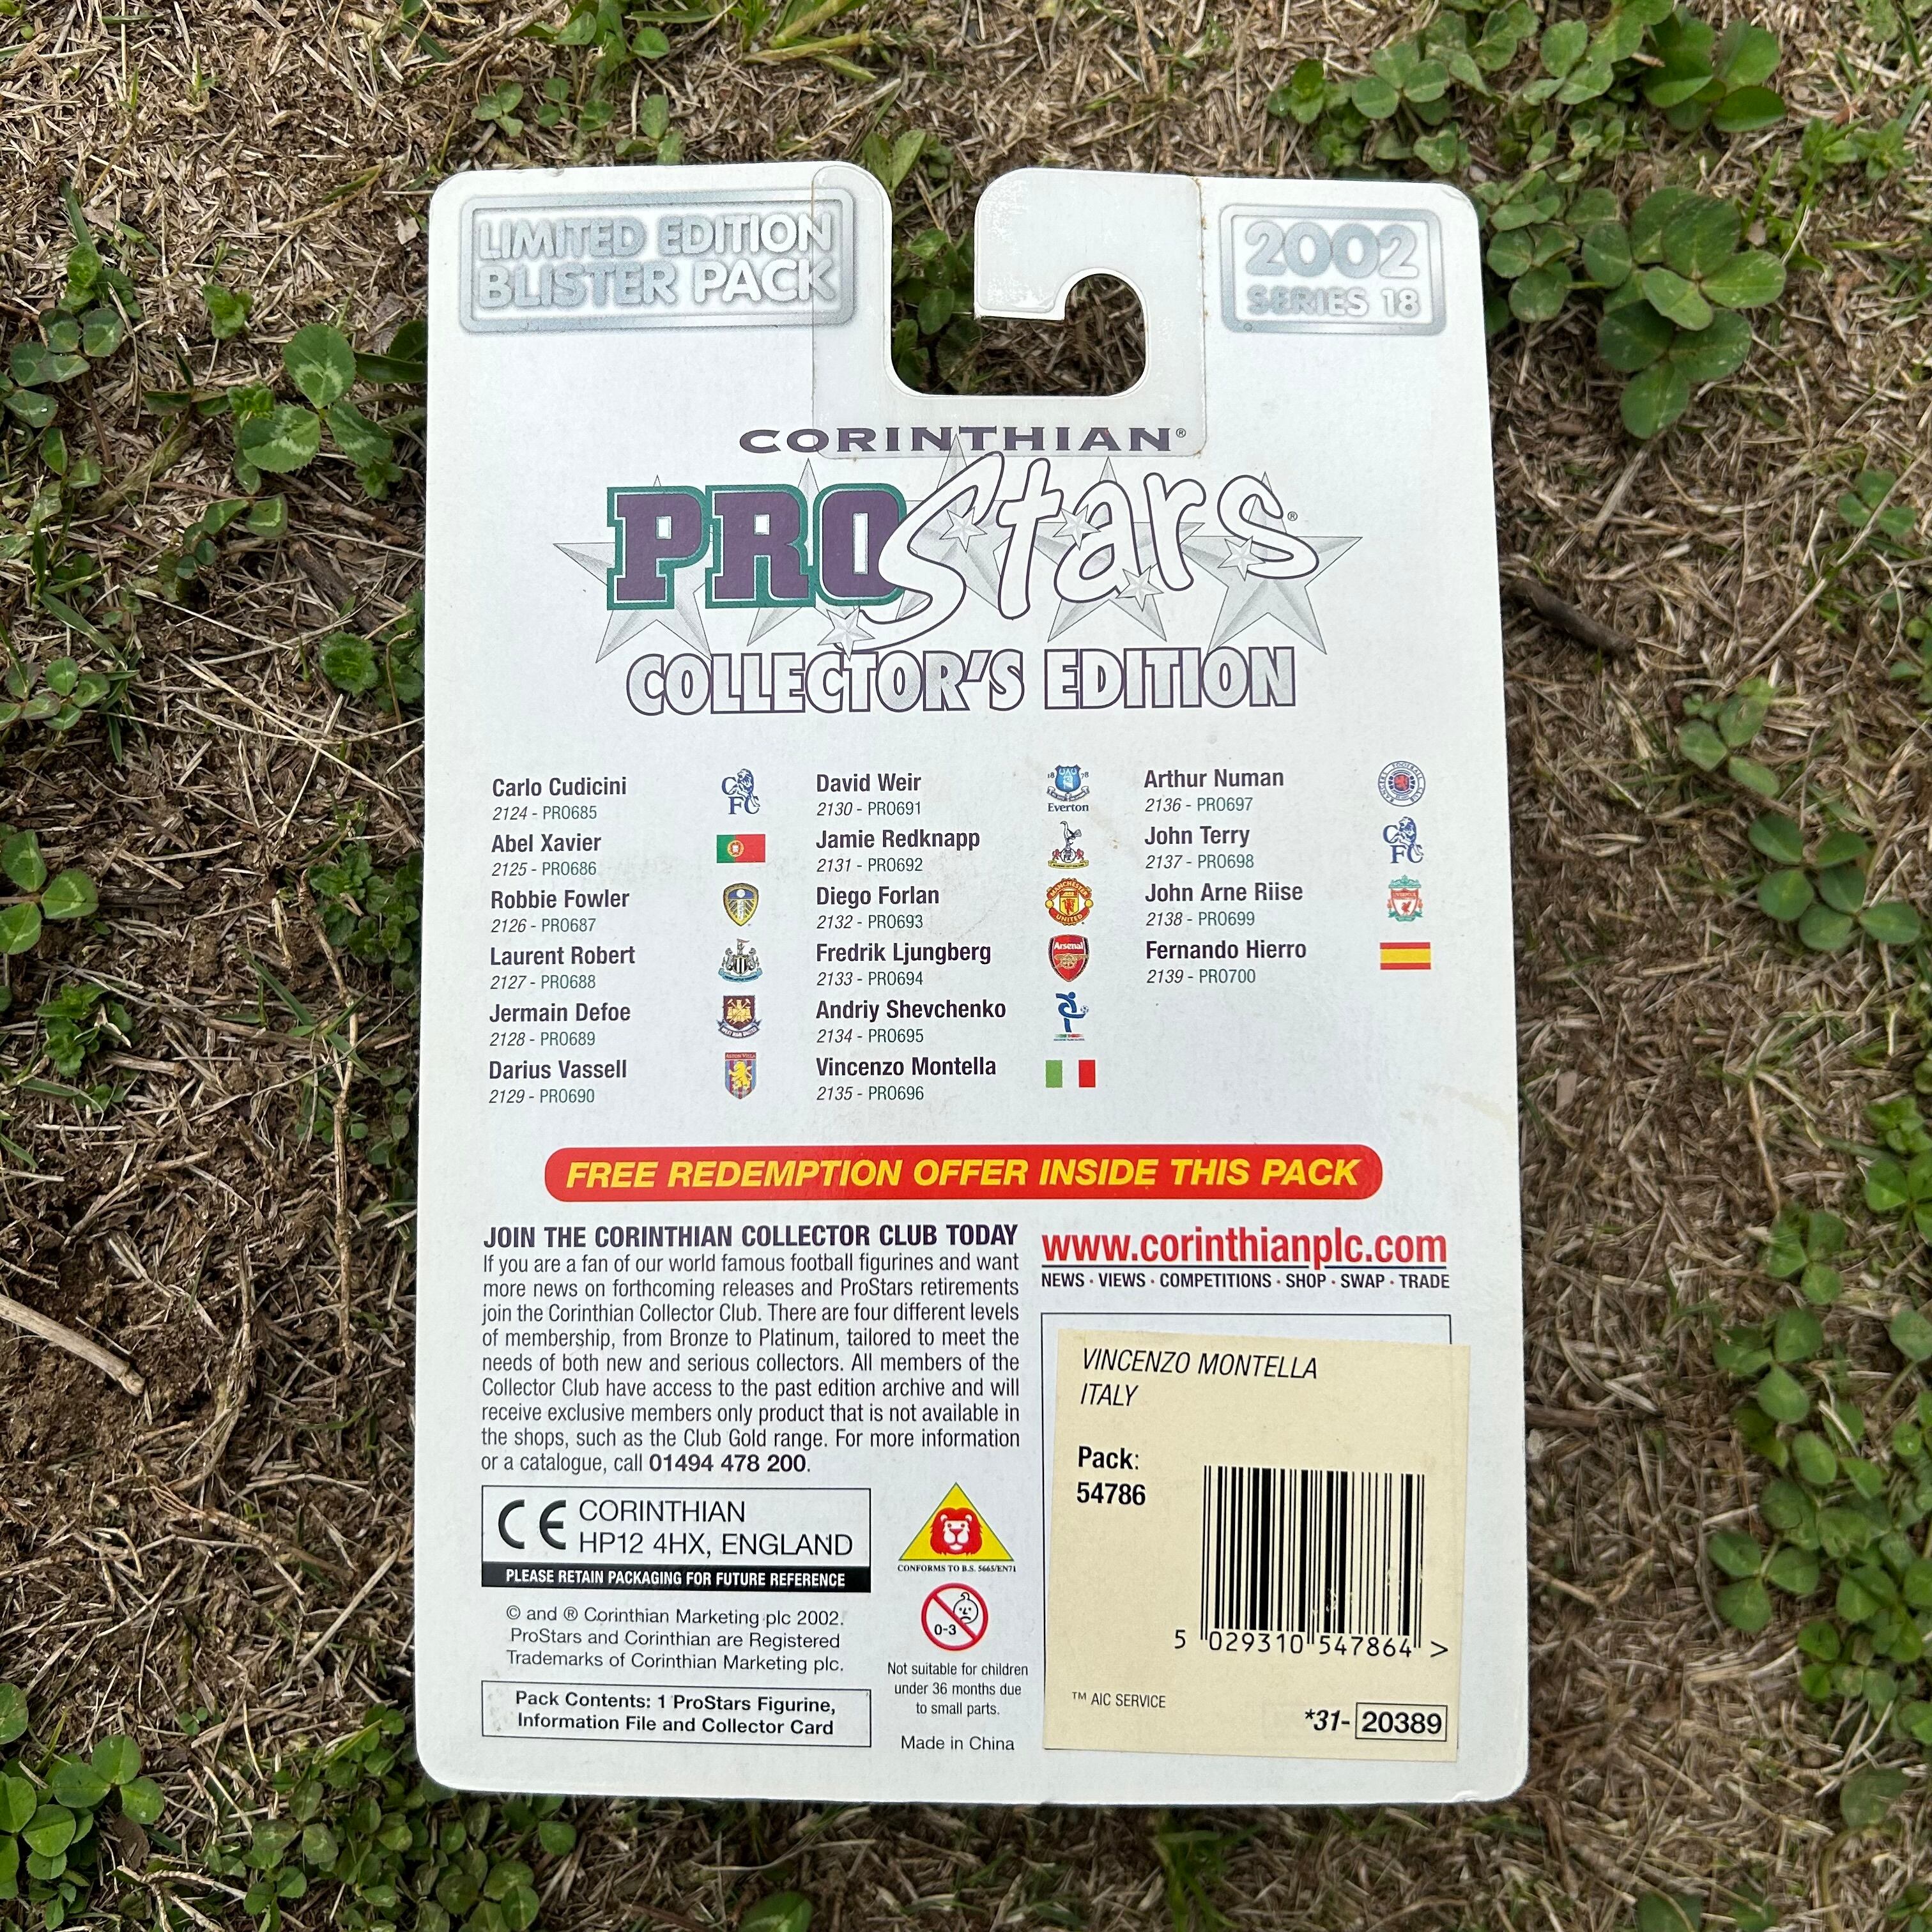 LIMITED EDITION
BLISTER PACK
2002
SERIES 18
CORINTHIAN®
PROStars®
COLLECTOR'S EDITION
Carlo Cudicini
2124 - PRO685
Abel Xavier
2125 - PRO686
Robbie Fowler
2126 - PRO687
Laurent Robert
2127 - PRO688
Jermain Defoe
2128 - PRO689
Darius Vassell
2129 - PRO690
David Weir
2130 - PRO691
Everton
Jamie Redknapp
2131 - PRO692
Diego Forlan
2132 - PRO693
MANCHESTER
UNITED
Fredrik Ljungberg
2133 - PRO694
Arsenal
Andriy Shevchenko
2134 - PRO695
Vincenzo Montella
2135 - PRO696
Arthur Numan
2136 - PRO697
John Terry
2137 - PRO698
John Arne Riise
2138 - PRO699
Fernando Hierro
2139 - PRO700
FREE REDEMPTION OFFER INSIDE THIS PACK
JOIN THE CORINTHIAN COLLECTOR CLUB TODAY
If you are a fan of our world famous football figurines and want
more news on forthcoming releases and ProStars retirements
join the Corinthian Collector Club. There are four different levels
of membership, from Bronze to Platinum, tailored to meet the
needs of both new and serious collectors. All members of the
Collector Club have access to the past edition archive and will
receive exclusive members only product that is not available in
the shops, such as the Club Gold range. For more information
or a catalogue, call 01494 478 200.
www.corinthianplc.com
NEWS · VIEWS · COMPETITIONS · SHOP · SWAP · TRADE
CE CORINTHIAN
HP12 4HX, ENGLAND
PLEASE RETAIN PACKAGING FOR FUTURE REFERENCE
© and ® Corinthian Marketing plc 2002.
ProStars and Corinthian are Registered
Trademarks of Corinthian Marketing plc.
Pack Contents: 1 ProStars Figurine,
Information File and Collector Card
CONFORMS TO B.S. 5665/EN71
0-3
Not suitable for children
under 36 months due
to small parts.
Made in China
VINCENZO MONTELLA
ITALY
Pack:
54786
5 029310 547864 >
™ AIC SERVICE
*31- 20389